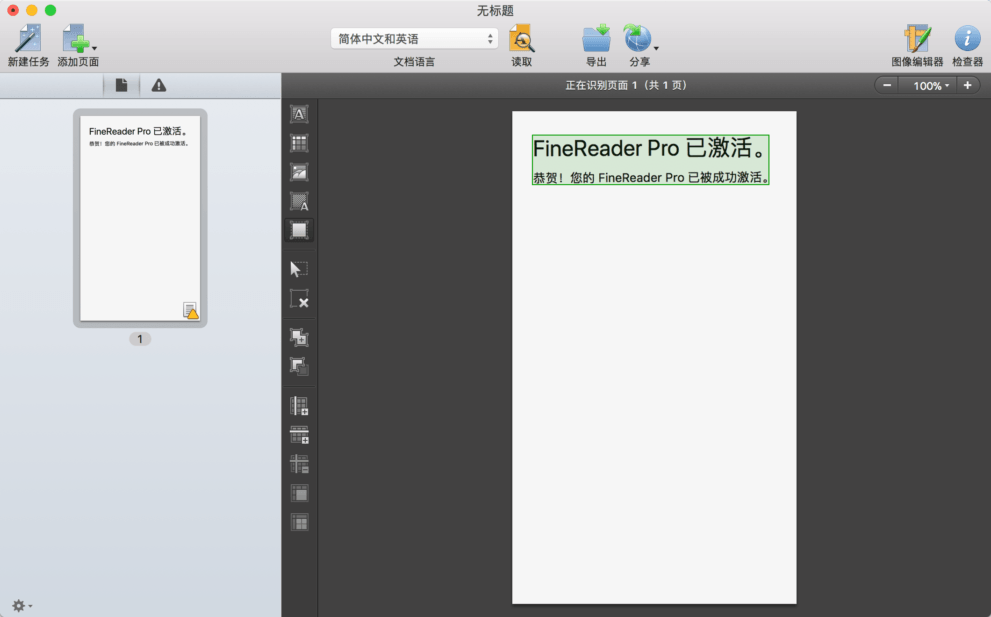 无标题
新建任务
添加页面
简体中文和英语
文档语言
读取
导出
分享
图像编辑器
检查器
正在识别页面 1（共 1 页）
100%
FineReader Pro 已激活。
恭贺！您的 FineReader Pro 已被成功激活。
1
A
A
FineReader Pro 已激活。
恭贺！您的 FineReader Pro 已被成功激活。